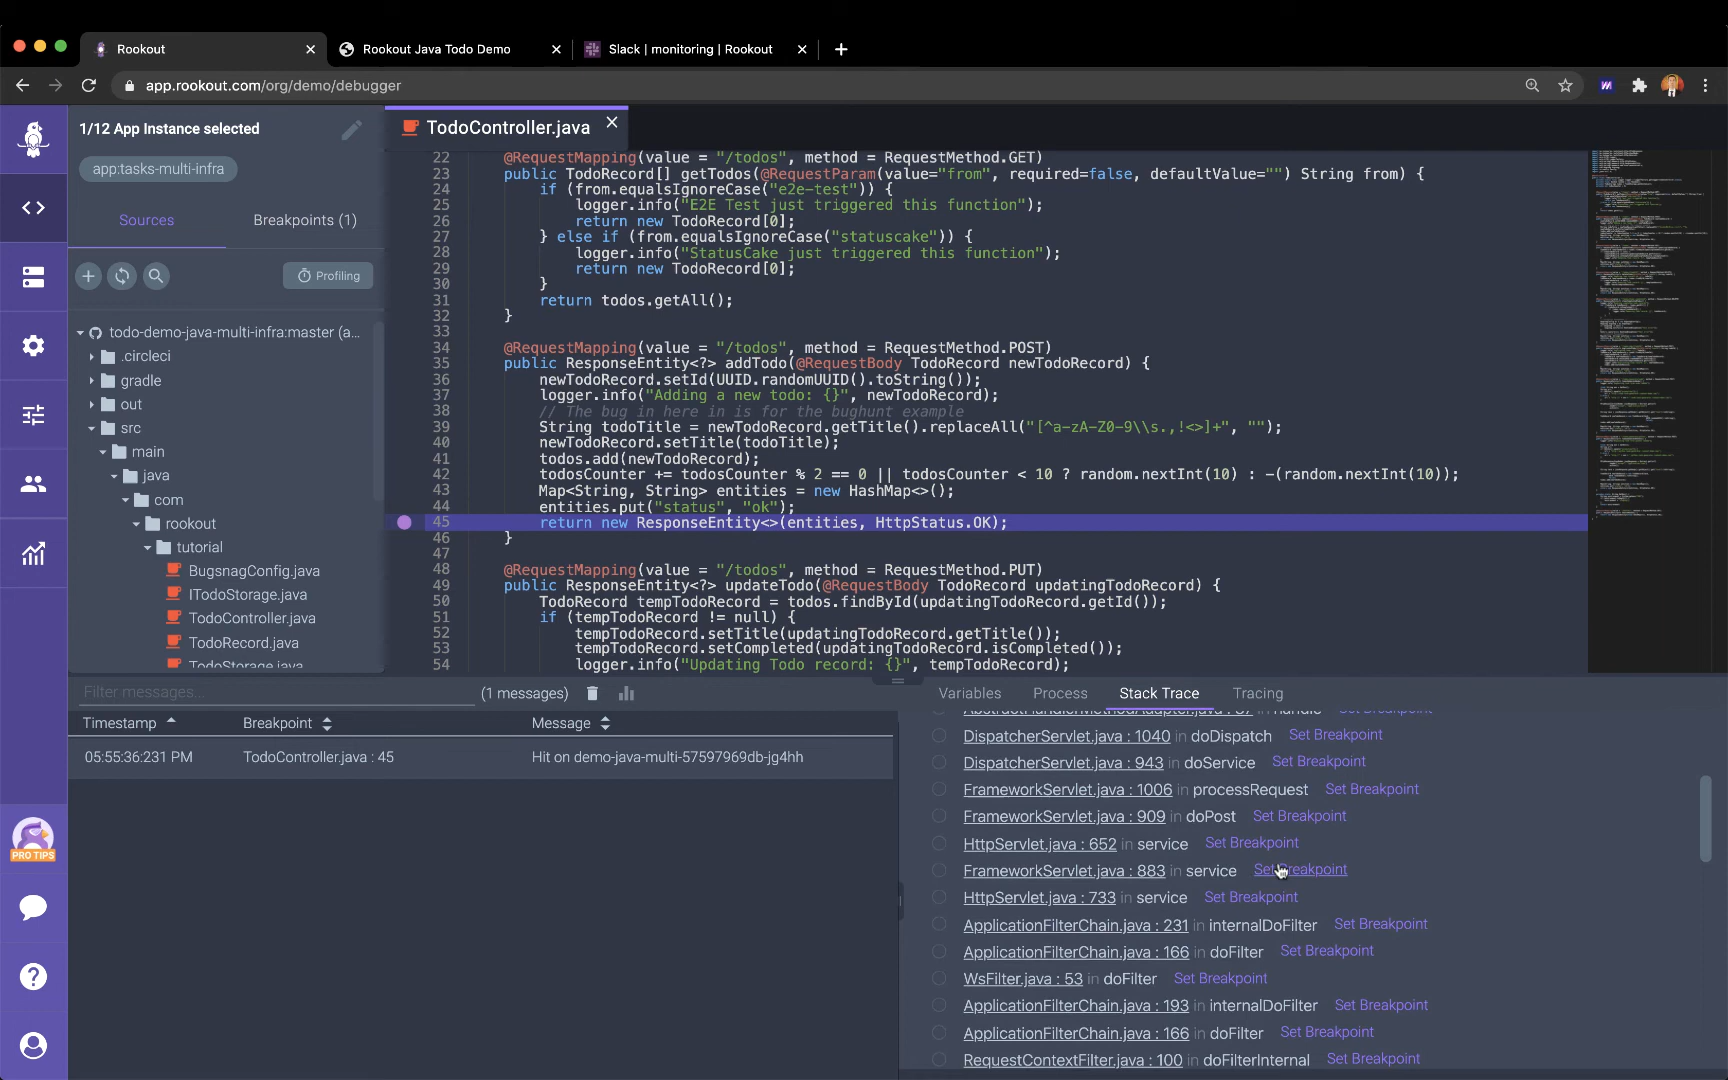 Rookout
Rookout Java Todo Demo
Slack | monitoring | Rookout
app.rookout.com/org/demo/debugger
1/12 App Instance selected
app:tasks-multi-infra
Sources
Breakpoints (1)
Profiling
todo-demo-java-multi-infra:master (a...
.circleci
gradle
out
src
main
java
com
rookout
tutorial
BugsnagConfig.java
ITodoStorage.java
TodoController.java
TodoRecord.java
TodoStorage.java
PRO TIPS
TodoController.java
22 @RequestMapping(value = "/todos", method = RequestMethod.GET)
23 public TodoRecord[] getTodos(@RequestParam(value="from", required=false, defaultValue="") String from) {
24 if (from.equalsIgnoreCase("e2e-test")) {
25 logger.info("E2E Test just triggered this function");
26 return new TodoRecord[0];
27 } else if (from.equalsIgnoreCase("statuscake")) {
28 logger.info("StatusCake just triggered this function");
29 return new TodoRecord[0];
30 }
31 return todos.getAll();
32 }
33
34 @RequestMapping(value = "/todos", method = RequestMethod.POST)
35 public ResponseEntity<?> addTodo(@RequestBody TodoRecord newTodoRecord) {
36 newTodoRecord.setId(UUID.randomUUID().toString());
37 logger.info("Adding a new todo: {}", newTodoRecord);
38 // The bug in here in is for the bughunt example
39 String todoTitle = newTodoRecord.getTitle().replaceAll("[^a-zA-Z0-9\\s.,!<>]+", "");
40 newTodoRecord.setTitle(todoTitle);
41 todos.add(newTodoRecord);
42 todosCounter += todosCounter % 2 == 0 || todosCounter < 10 ? random.nextInt(10) : -(random.nextInt(10));
43 Map<String, String> entities = new HashMap<>();
44 entities.put("status", "ok");
45 return new ResponseEntity<>(entities, HttpStatus.OK);
46 }
47
48 @RequestMapping(value = "/todos", method = RequestMethod.PUT)
49 public ResponseEntity<?> updateTodo(@RequestBody TodoRecord updatingTodoRecord) {
50 TodoRecord tempTodoRecord = todos.findById(updatingTodoRecord.getId());
51 if (tempTodoRecord != null) {
52 tempTodoRecord.setTitle(updatingTodoRecord.getTitle());
53 tempTodoRecord.setCompleted(updatingTodoRecord.isCompleted());
54 logger.info("Updating Todo record: {}", tempTodoRecord);
Filter messages...
(1 messages)
Timestamp Breakpoint Message
05:55:36:231 PM TodoController.java : 45 Hit on demo-java-multi-57597969db-jg4hh
Variables Process Stack Trace Tracing
AbstractHandlerMethodAdapter.java : 87 in handle Set Breakpoint
DispatcherServlet.java : 1040 in doDispatch Set Breakpoint
DispatcherServlet.java : 943 in doService Set Breakpoint
FrameworkServlet.java : 1006 in processRequest Set Breakpoint
FrameworkServlet.java : 909 in doPost Set Breakpoint
HttpServlet.java : 652 in service Set Breakpoint
FrameworkServlet.java : 883 in service Set Breakpoint
HttpServlet.java : 733 in service Set Breakpoint
ApplicationFilterChain.java : 231 in internalDoFilter Set Breakpoint
ApplicationFilterChain.java : 166 in doFilter Set Breakpoint
WsFilter.java : 53 in doFilter Set Breakpoint
ApplicationFilterChain.java : 193 in internalDoFilter Set Breakpoint
ApplicationFilterChain.java : 166 in doFilter Set Breakpoint
RequestContextFilter.java : 100 in doFilterInternal Set Breakpoint